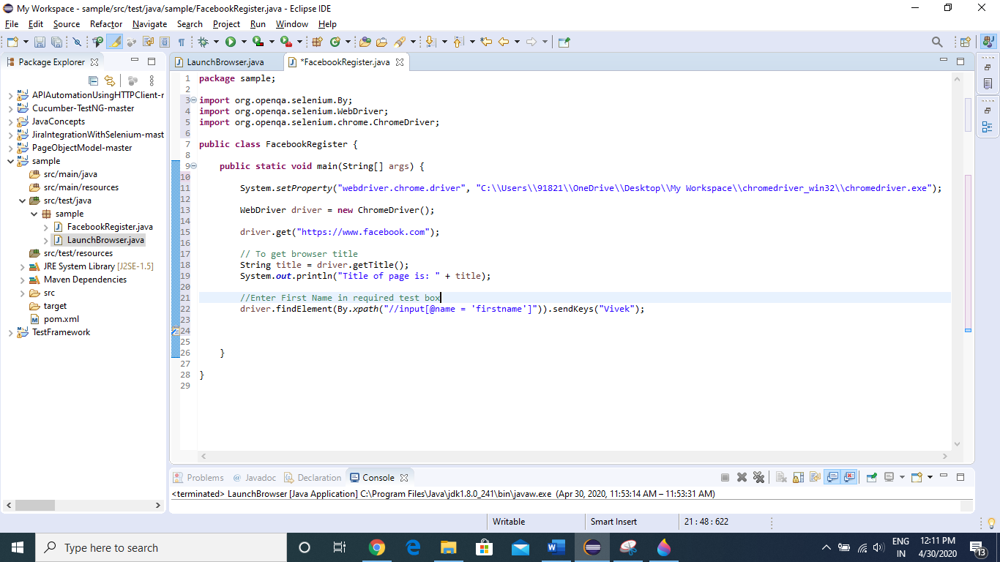 My Workspace - sample/src/test/java/sample/FacebookRegister.java - Eclipse IDE
File Edit Source Refactor Navigate Search Project Run Window Help
Package Explorer
APIAutomationUsingHTTPClient-r
Cucumber-TestNG-master
JavaConcepts
JiraIntegrationWithSelenium-mast
PageObjectModel-master
sample
src/main/java
src/main/resources
src/test/java
sample
FacebookRegister.java
LaunchBrowser.java
src/test/resources
JRE System Library [J2SE-1.5]
Maven Dependencies
src
target
pom.xml
TestFramework
LaunchBrowser.java *FacebookRegister.java
1 package sample;
2
3 import org.openqa.selenium.By;
4 import org.openqa.selenium.WebDriver;
5 import org.openqa.selenium.chrome.ChromeDriver;
6
7 public class FacebookRegister {
8
9 public static void main(String[] args) {
10
11 System.setProperty("webdriver.chrome.driver", "C:\\Users\\91821\\OneDrive\\Desktop\\My Workspace\\chromedriver_win32\\chromedriver.exe");
12
13 WebDriver driver = new ChromeDriver();
14
15 driver.get("https://www.facebook.com");
16
17 // To get browser title
18 String title = driver.getTitle();
19 System.out.println("Title of page is: " + title);
20
21 //Enter First Name in required test box
22 driver.findElement(By.xpath("//input[@name = 'firstname']")).sendKeys("Vivek");
23
24
25
26 }
27
28 }
29
Problems Javadoc Declaration Console
<terminated> LaunchBrowser [Java Application] C:\Program Files\Java\jdk1.8.0_241\bin\javaw.exe (Apr 30, 2020, 11:53:14 AM – 11:53:31 AM)
Writable Smart Insert 21 : 48 : 622
Type here to search
ENG
IN
12:11 PM
4/30/2020
13